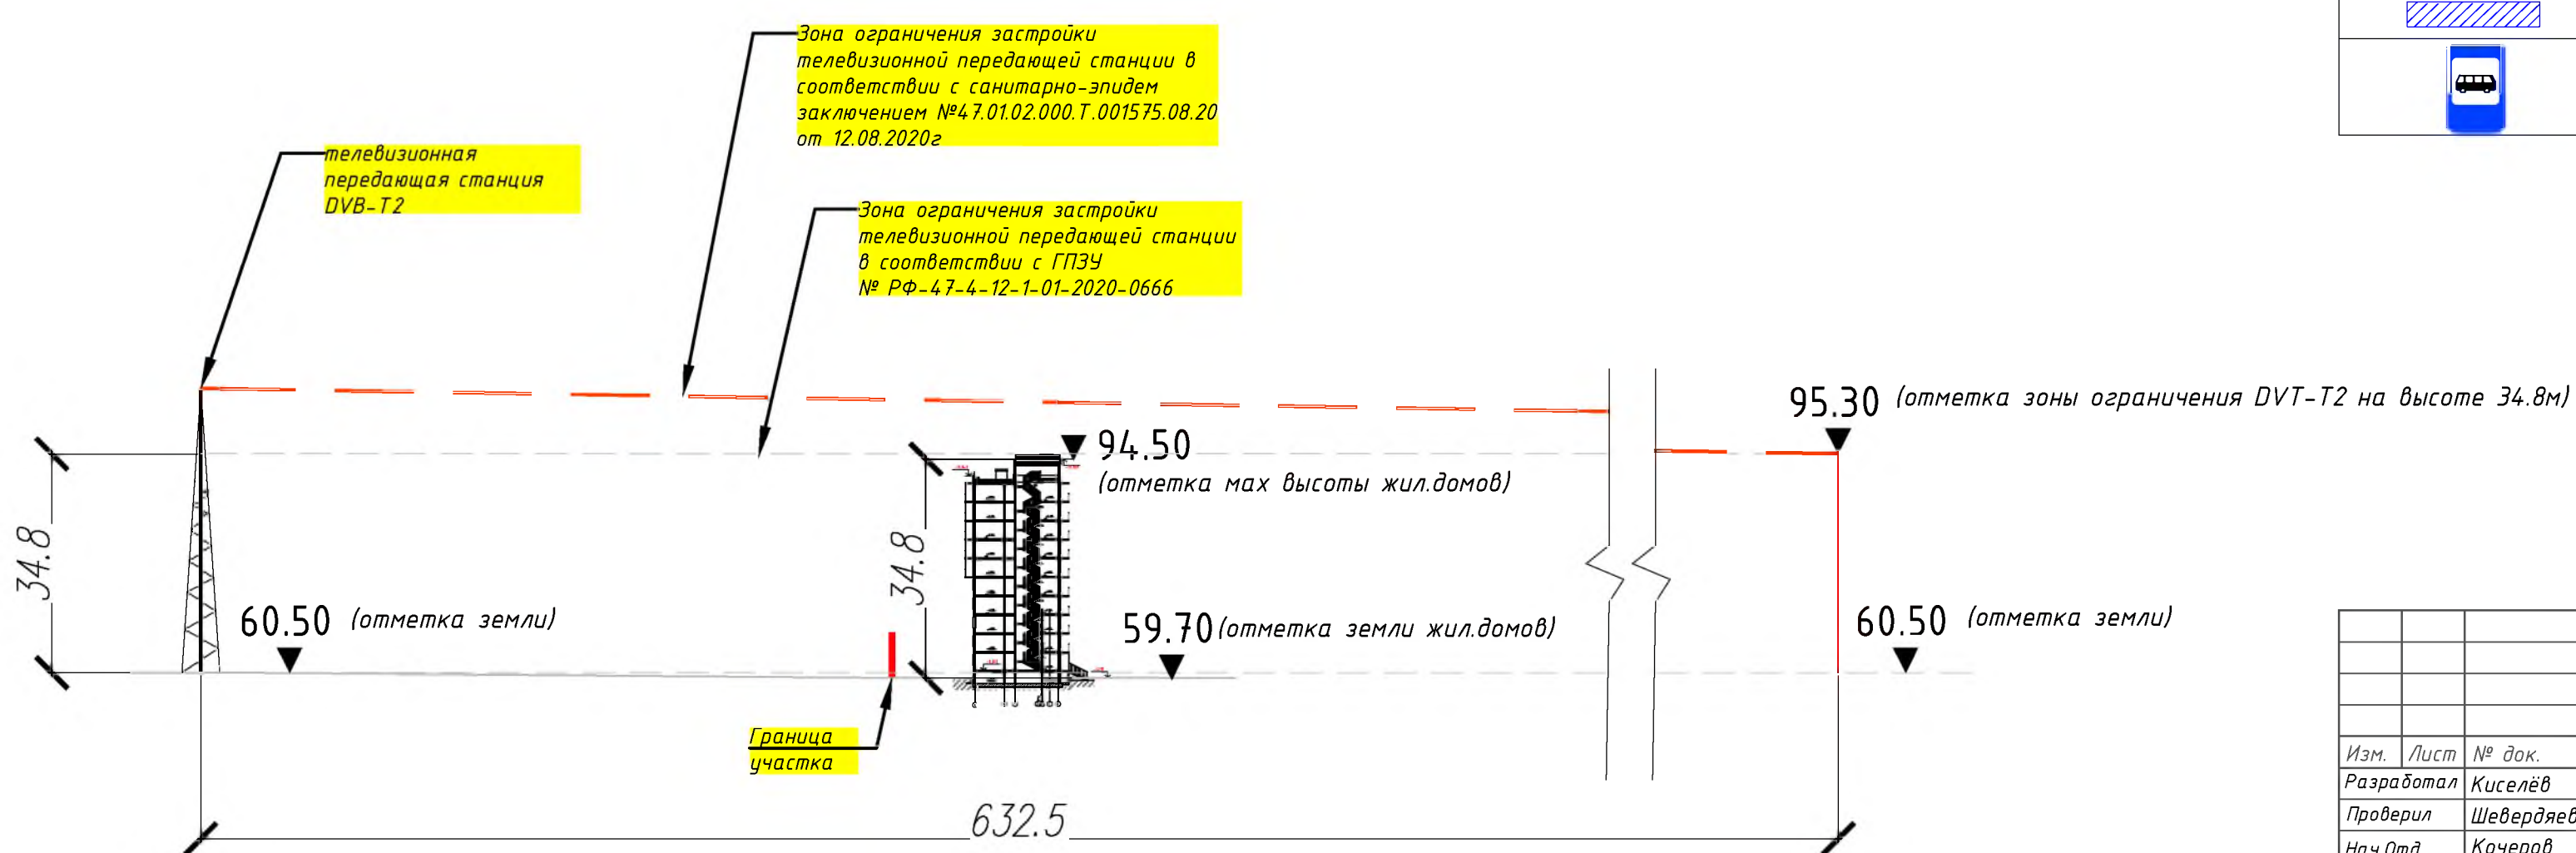 Зона ограничения застройки
телевизионной передающей станции в
соответствии с санитарно-эпидем
заключением №47.01.02.000.Т.001575.08.20
от 12.08.2020г
телевизионная
передающая станция
DVB-T2
Зона ограничения застройки
телевизионной передающей станции
в соответствии с ГПЗУ
№ РФ-47-4-12-1-01-2020-0666
95.30 (отметка зоны ограничения DVT-T2 на высоте 34.8м)
94.50
(отметка мах высоты жил.домов)
34.8
34.8
60.50 (отметка земли)
59.70 (отметка земли жил.домов)
60.50 (отметка земли)
Граница
участка
632.5
Изм. Лист № док.
Разработал Киселёв
Проверил Шевердяев
Нач.Отд. Кочеров